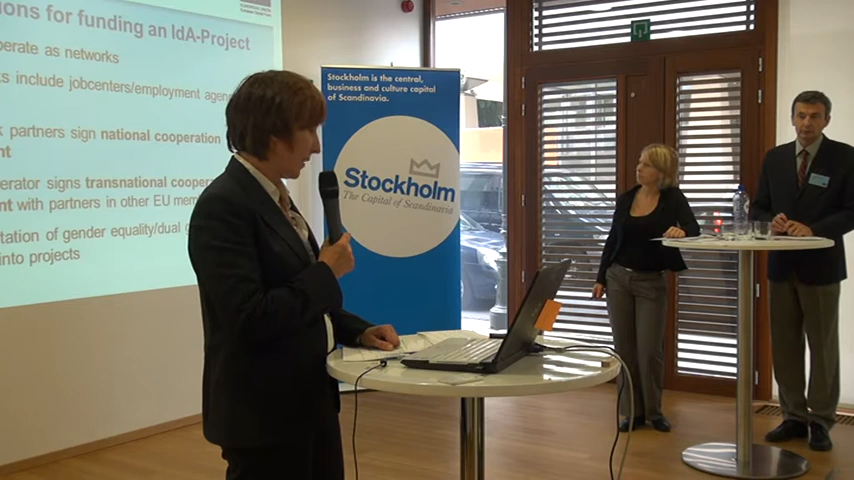 ions for funding an IdA-Project
erate as networks
s include jobcenters/employment agen
k partners sign national cooperation
nt
erator signs transnational cooper
nt with partners in other EU mem
tation of gender equality/dual
into projects
Stockholm is the central,
business and culture capital
of Scandinavia.
Stockholm
The Capital of Scandinavia